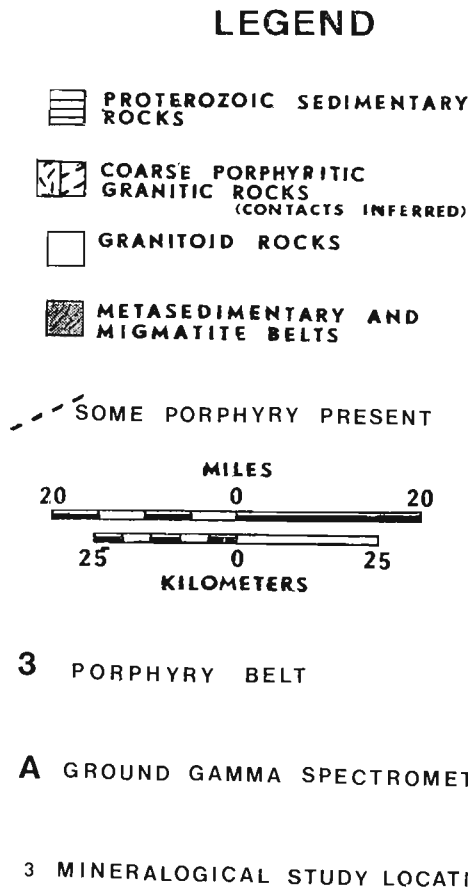 LEGEND
PROTEROZOIC SEDIMENTARY
ROCKS
COARSE PORPHYRITIC
GRANITIC ROCKS
(CONTACTS INFERRED)
GRANITOID ROCKS
METASEDIMENTARY AND
MIGMATITE BELTS
SOME PORPHYRY PRESENT
MILES
20 0 20
25 0 25
KILOMETERS
3 PORPHYRY BELT
A GROUND GAMMA SPECTROMET
3 MINERALOGICAL STUDY LOCATI